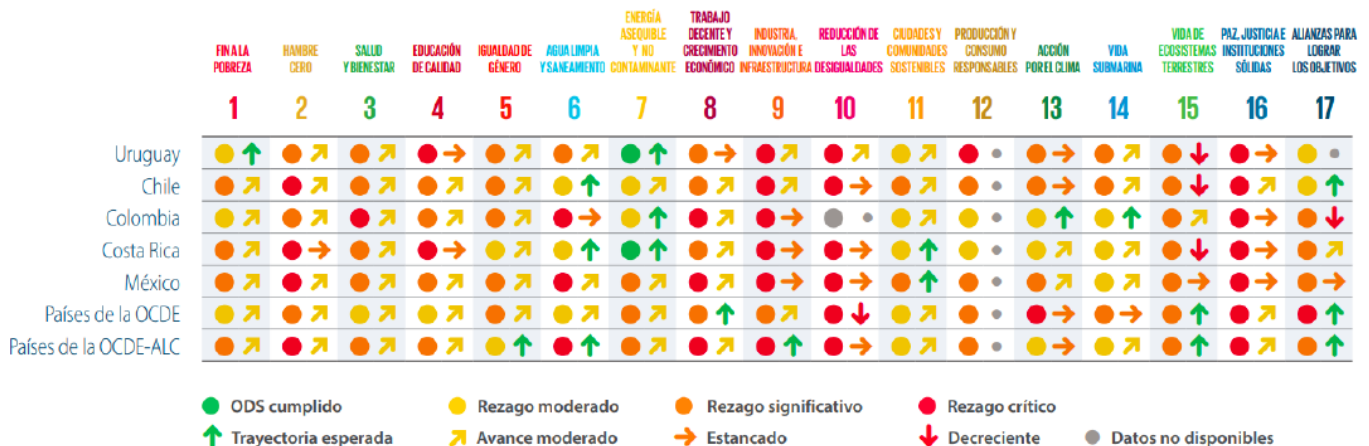 FIN A LA POBREZA
HAMBRE CERO
SALUD Y BIENESTAR
EDUCACIÓN DE CALIDAD
IGUALDAD DE GÉNERO
AGUA LIMPIA Y SANEAMIENTO
ENERGÍA ASEQUIBLE Y NO CONTAMINANTE
TRABAJO DECENTE Y CRECIMIENTO ECONÓMICO
INDUSTRIA, INNOVACIÓN E INFRAESTRUCTURA
REDUCCIÓN DE LAS DESIGUALDADES
CIUDADES Y COMUNIDADES SOSTENIBLES
PRODUCCIÓN Y CONSUMO RESPONSABLES
ACCIÓN POR EL CLIMA
VIDA SUBMARINA
VIDA DE ECOSISTEMAS TERRESTRES
PAZ, JUSTICIA E INSTITUCIONES SÓLIDAS
ALIANZAS PARA LOGRAR LOS OBJETIVOS
1 2 3 4 5 6 7 8 9 10 11 12 13 14 15 16 17
Uruguay
Chile
Colombia
Costa Rica
México
Países de la OCDE
Países de la OCDE-ALC
ODS cumplido Rezago moderado Rezago significativo Rezago crítico
Trayectoria esperada Avance moderado Estancado Decreciente Datos no disponibles